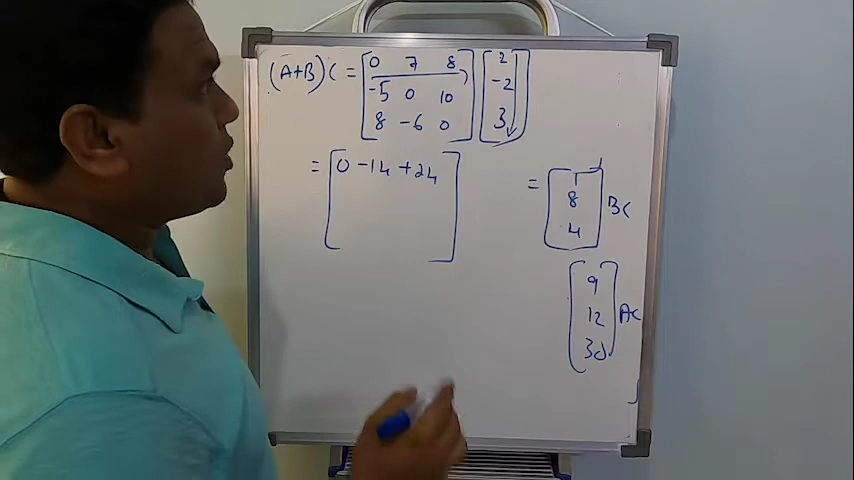 (A+B) C = [0 7 8] [2]
-5 0 10 -2
8 -6 0 3
= [0 -14 +24]
= [1
8
4] BC
[9
12
30] AC